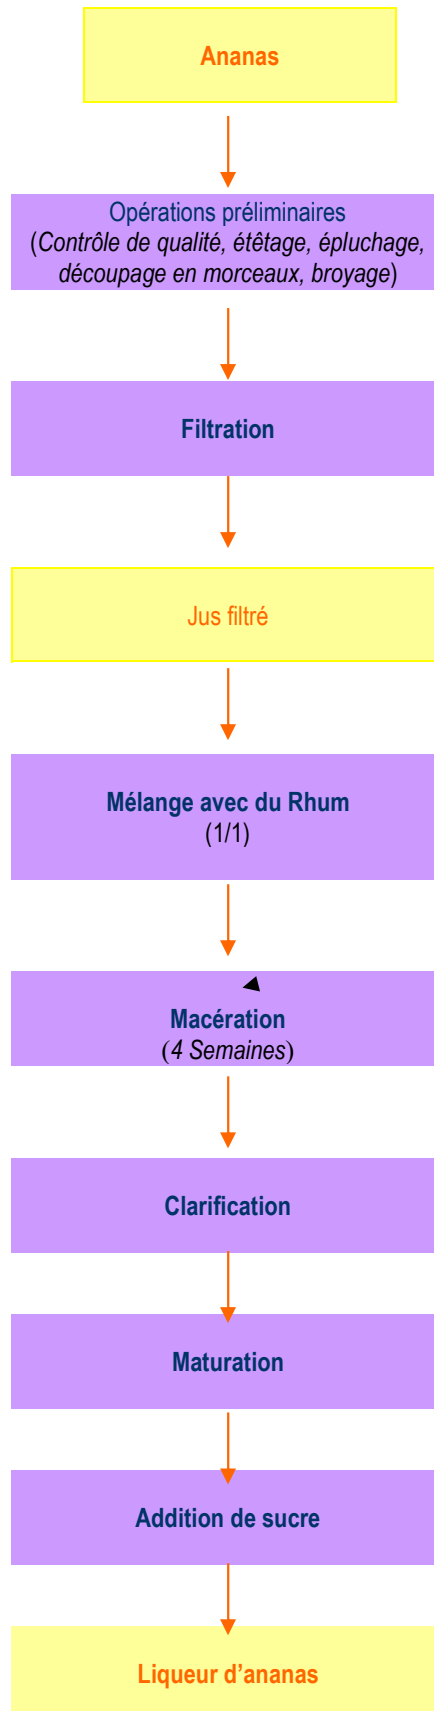 Ananas
Opérations préliminaires
(Contrôle de qualité, étêtage, épluchage,
découpage en morceaux, broyage)
Filtration
Jus filtré
Mélange avec du Rhum
(1/1)
Macération
(4 Semaines)
Clarification
Maturation
Addition de sucre
Liqueur d’ananas